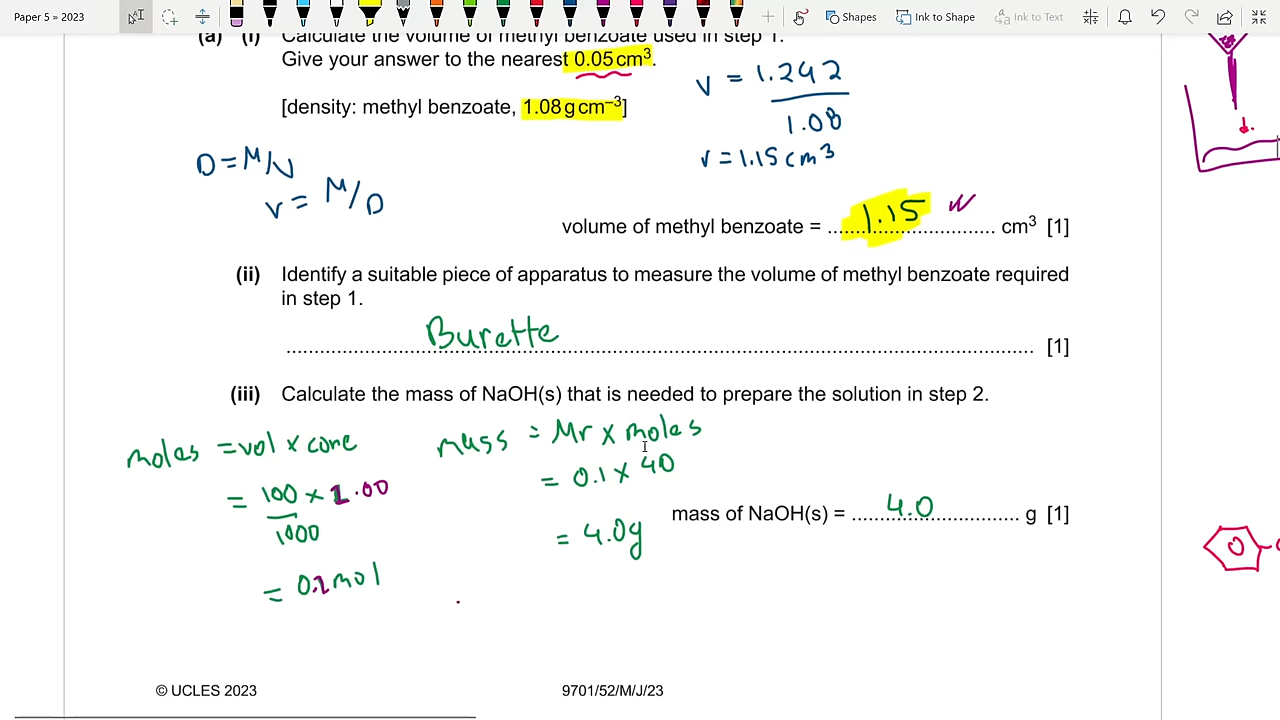 Paper 5 » 2023
Shapes
Ink to Shape
Ink to Text
(a) (i) Calculate the volume of methyl benzoate used in step 1.
Give your answer to the nearest 0.05 cm³.
[density: methyl benzoate, 1.08 g cm⁻³]
V = 1.242
1.08
V = 1.15 cm³
D = M/V
V = M/D
volume of methyl benzoate = 1.15 cm³ [1]
(ii) Identify a suitable piece of apparatus to measure the volume of methyl benzoate required
in step 1.
Burette
[1]
(iii) Calculate the mass of NaOH(s) that is needed to prepare the solution in step 2.
moles = vol x conc
= 100 x 1.00
1000
= 0.1 mol
mass = Mr x moles
= 0.1 x 40
= 4.0g
mass of NaOH(s) = 4.0 g [1]
© UCLES 2023
9701/52/M/J/23